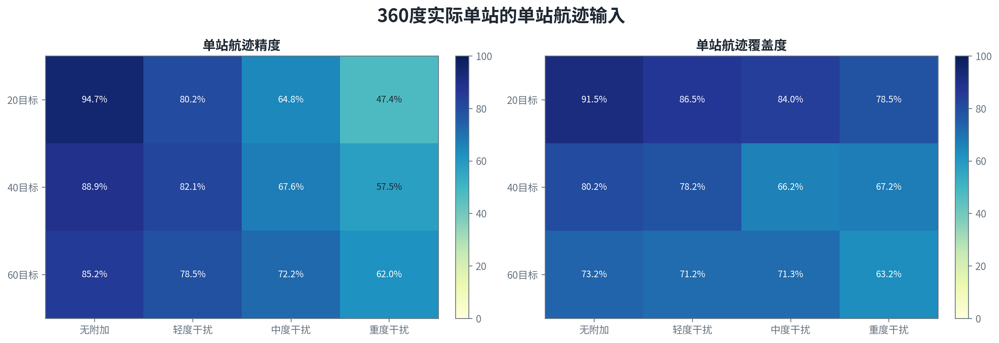 360度实际单站的单站航迹输入
单站航迹精度
100
80
60
40
20
0
20目标
94.7%
80.2%
64.8%
47.4%
40目标
88.9%
82.1%
67.6%
57.5%
60目标
85.2%
78.5%
72.2%
62.0%
无附加
轻度干扰
中度干扰
重度干扰
单站航迹覆盖度
100
80
60
40
20
0
20目标
91.5%
86.5%
84.0%
78.5%
40目标
80.2%
78.2%
66.2%
67.2%
60目标
73.2%
71.2%
71.3%
63.2%
无附加
轻度干扰
中度干扰
重度干扰